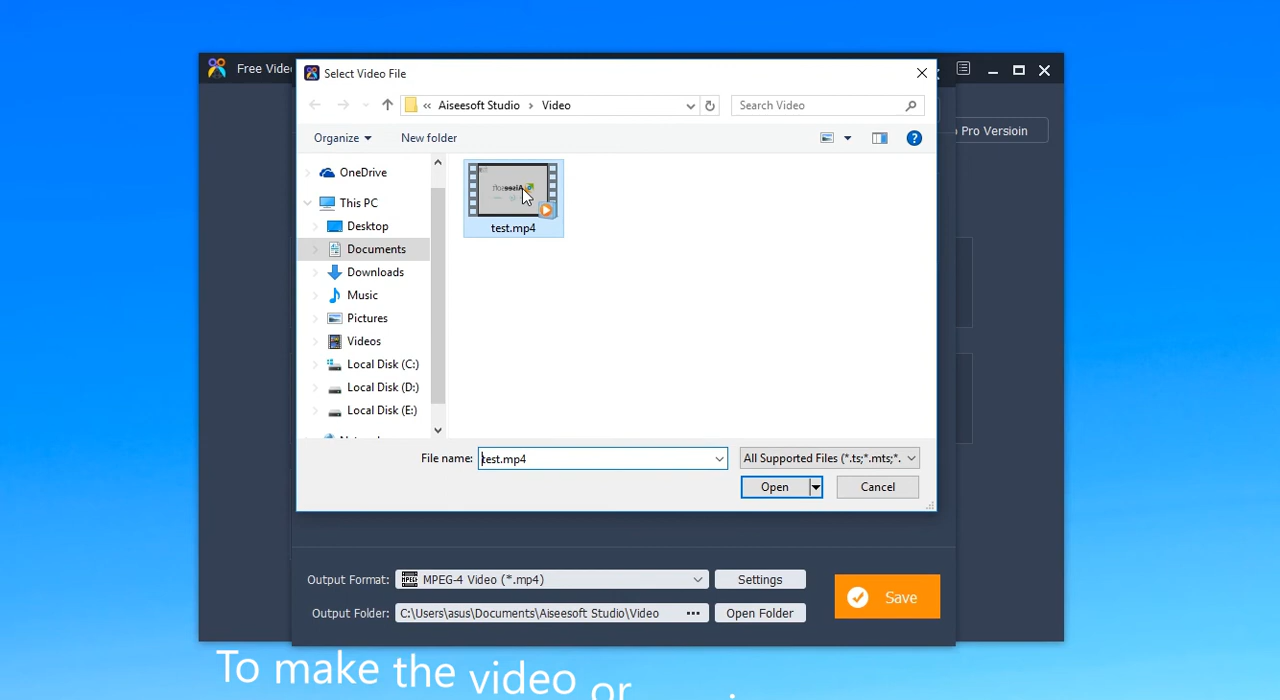 Free Vide
Select Video File
« Aiseesoft Studio › Video
Search Video
Pro Versioin
Organize
New folder
OneDrive
This PC
Desktop
Documents
Downloads
Music
Pictures
Videos
Local Disk (C:)
Local Disk (D:)
Local Disk (E:)
test.mp4
File name: test.mp4
All Supported Files (*.ts;*.mts;*.
Open
Cancel
Output Format: MPEG-4 Video (*.mp4)
Settings
Output Folder: C:\Users\asus\Documents\Aiseesoft Studio\Video
•••
Open Folder
Save
To make the video or